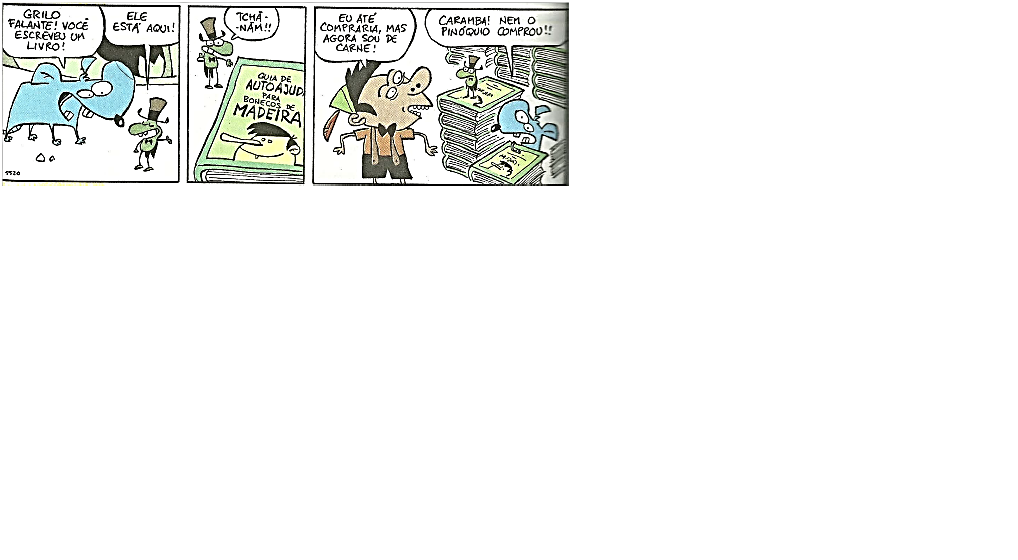 GRILO
FALANTE! VOCÊ
ESCREVEU UM
LIVRO!
ELE
ESTÁ AQUI!
1520
TCHÃ-
-NÃM!!
GUIA DE
AUTOAJUDA
PARA
BONECOS DE
MADEIRA
EU ATÉ
COMPRARIA, MAS
AGORA SOU DE
CARNE!
CARAMBA! NEM O
PINÓQUIO COMPROU!!